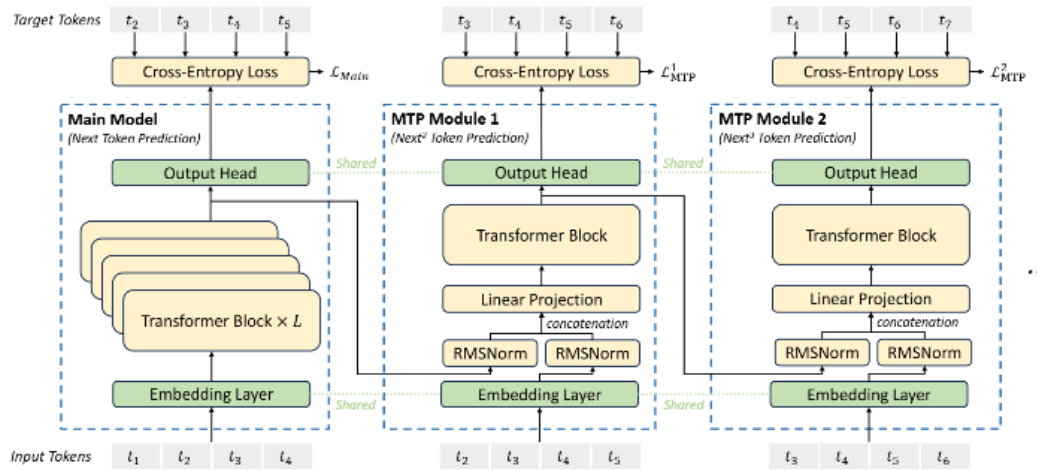 Target Tokens t₂ t₃ t₄ t₅ t₃ t₄ t₅ t₆ t₄ t₅ t₆ t₇
Cross-Entropy Loss ℒ_Main Cross-Entropy Loss ℒ¹_MTP Cross-Entropy Loss ℒ²_MTP
Main Model MTP Module 1 MTP Module 2
(Next Token Prediction) (Next² Token Prediction) (Next³ Token Prediction)
Output Head Shared Output Head Shared Output Head
Transformer Block Transformer Block
Linear Projection Linear Projection
Transformer Block × L concatenation concatenation
RMSNorm RMSNorm RMSNorm RMSNorm
Embedding Layer Shared Embedding Layer Shared Embedding Layer
Input Tokens t₁ t₂ t₃ t₄ t₂ t₃ t₄ t₅ t₃ t₄ t₅ t₆